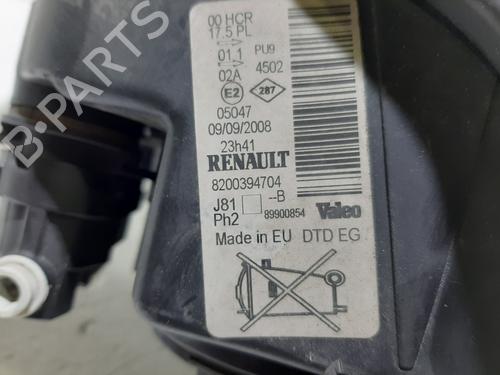 00 HCR
17.5 PL
01.1 PU9
02A 4502
E2 287
05047
09/09/2008
23h41
RENAULT
8200394704
J81 --B
Ph2 89900854 Valeo
Made in EU DTD EG
B-PARTS
B-PARTS